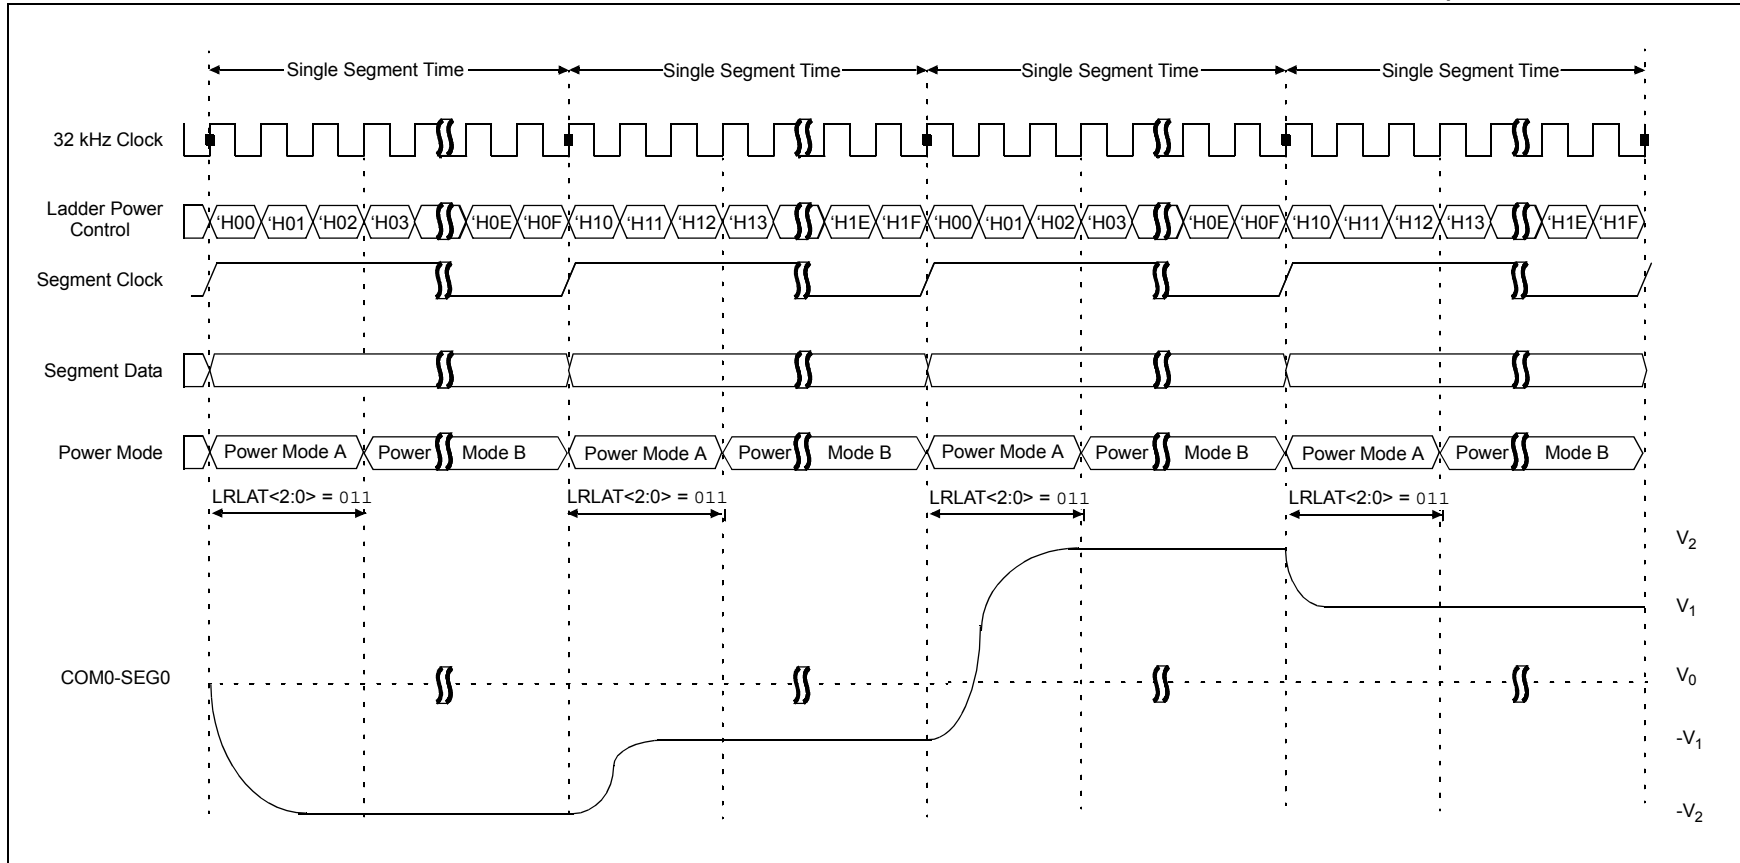 Single Segment Time Single Segment Time Single Segment Time Single Segment Time
32 kHz Clock
Ladder Power
Control
‘H00 ‘H01 ‘H02 ‘H03 ‘H0E ‘H0F ‘H10 ‘H11 ‘H12 ‘H13 ‘H1E ‘H1F ‘H00 ‘H01 ‘H02 ‘H03 ‘H0E ‘H0F ‘H10 ‘H11 ‘H12 ‘H13 ‘H1E ‘H1F
Segment Clock
Segment Data
Power Mode Power Mode A Power Mode B Power Mode A Power Mode B Power Mode A Power Mode B Power Mode A Power Mode B
LRLAT<2:0> = 011 LRLAT<2:0> = 011 LRLAT<2:0> = 011 LRLAT<2:0> = 011
V2
V1
COM0-SEG0 V0
-V1
-V2